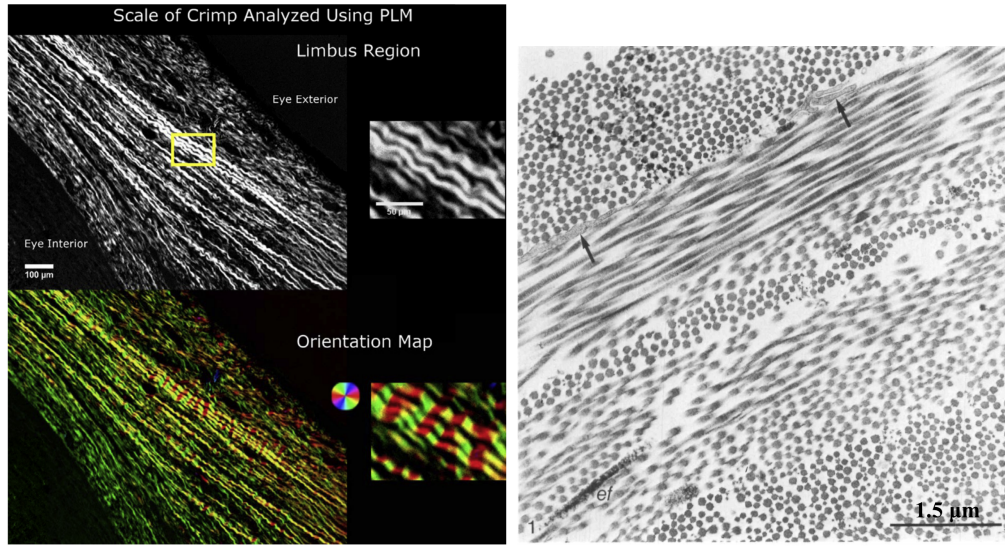 Scale of Crimp Analyzed Using PLM
Limbus Region
Eye Exterior
50 µm
Eye Interior
100 µm
Orientation Map
ef
1
1.5 µm